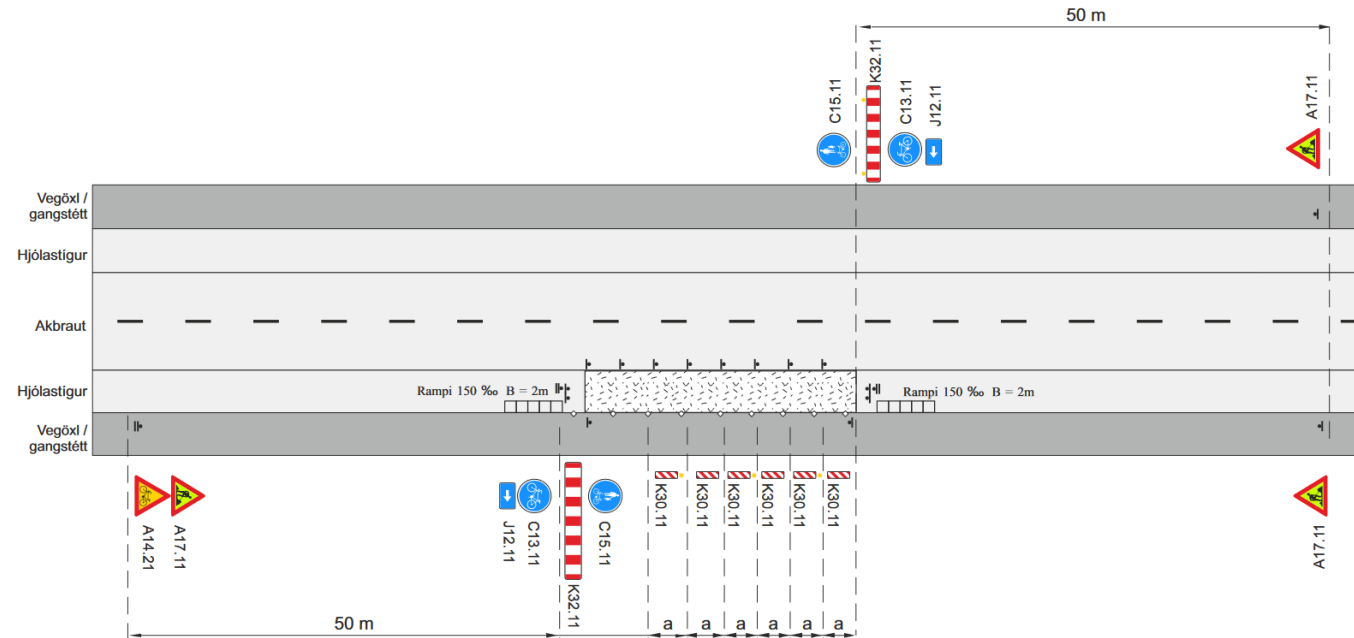 50 m
C15.11
K32.11
C13.11
J12.11
A17.11
Vegöxl /
gangstétt
Hjólastígur
Akbraut
Hjólastígur
Rampi 150 ‰ B = 2m
Rampi 150 ‰ B = 2m
Vegöxl /
gangstétt
A14.21
A17.11
J12.11
C13.11
K32.11
C15.11
K30.11
K30.11
K30.11
K30.11
K30.11
K30.11
A17.11
50 m
a
a
a
a
a
a